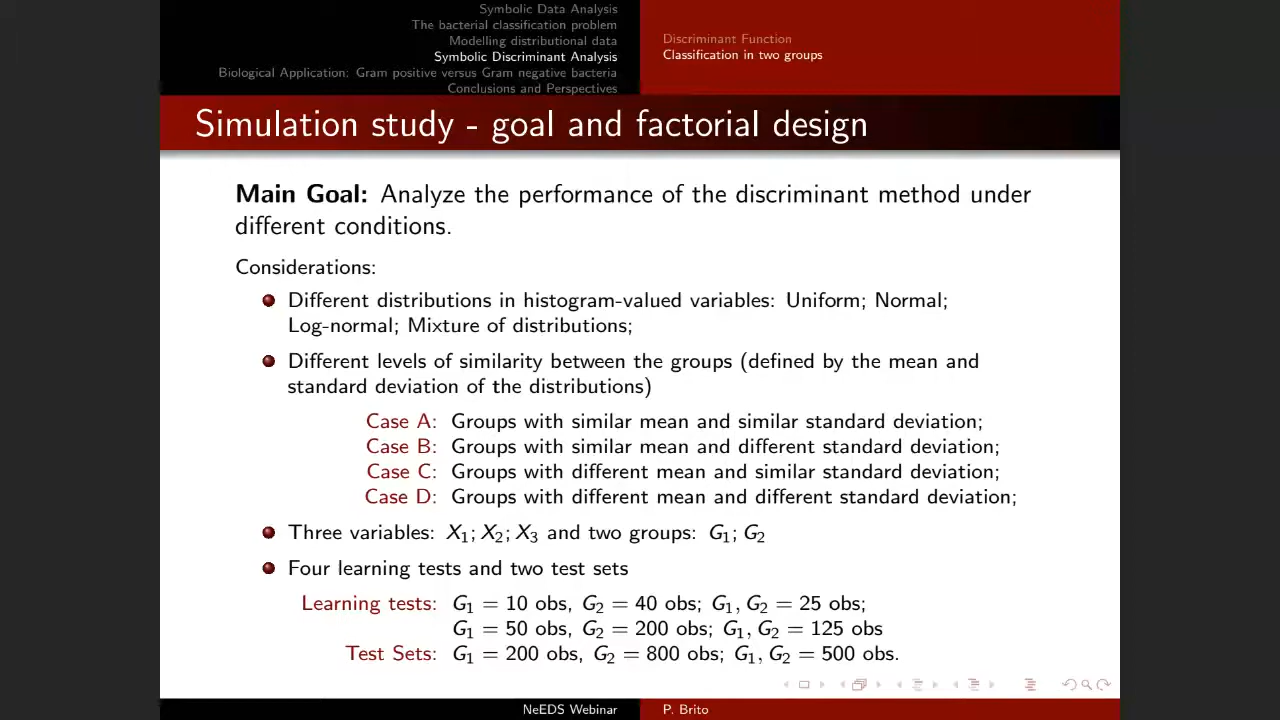 Symbolic Data Analysis
The bacterial classification problem
Modelling distributional data
Symbolic Discriminant Analysis
Biological Application: Gram positive versus Gram negative bacteria
Conclusions and Perspectives
Discriminant Function
Classification in two groups
Simulation study - goal and factorial design
Main Goal: Analyze the performance of the discriminant method under
different conditions.
Considerations:
Different distributions in histogram-valued variables: Uniform; Normal;
Log-normal; Mixture of distributions;
Different levels of similarity between the groups (defined by the mean and
standard deviation of the distributions)
Case A: Groups with similar mean and similar standard deviation;
Case B: Groups with similar mean and different standard deviation;
Case C: Groups with different mean and similar standard deviation;
Case D: Groups with different mean and different standard deviation;
Three variables: X₁; X₂; X₃ and two groups: G₁; G₂
Four learning tests and two test sets
Learning tests: G₁ = 10 obs, G₂ = 40 obs; G₁, G₂ = 25 obs;
G₁ = 50 obs, G₂ = 200 obs; G₁, G₂ = 125 obs
Test Sets: G₁ = 200 obs, G₂ = 800 obs; G₁, G₂ = 500 obs.
NeEDS Webinar
P. Brito